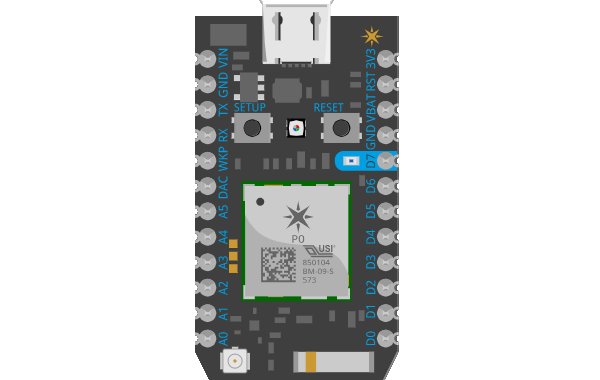 VIN
GND
TX
RX
WKP
DAC
A5
A4
A3
A2
A1
A0
SETUP
RESET
3V3
RST
VBAT
GND
D7
D6
D5
D4
D3
D2
D1
D0
P0
USI
850104
BM-09-S
573